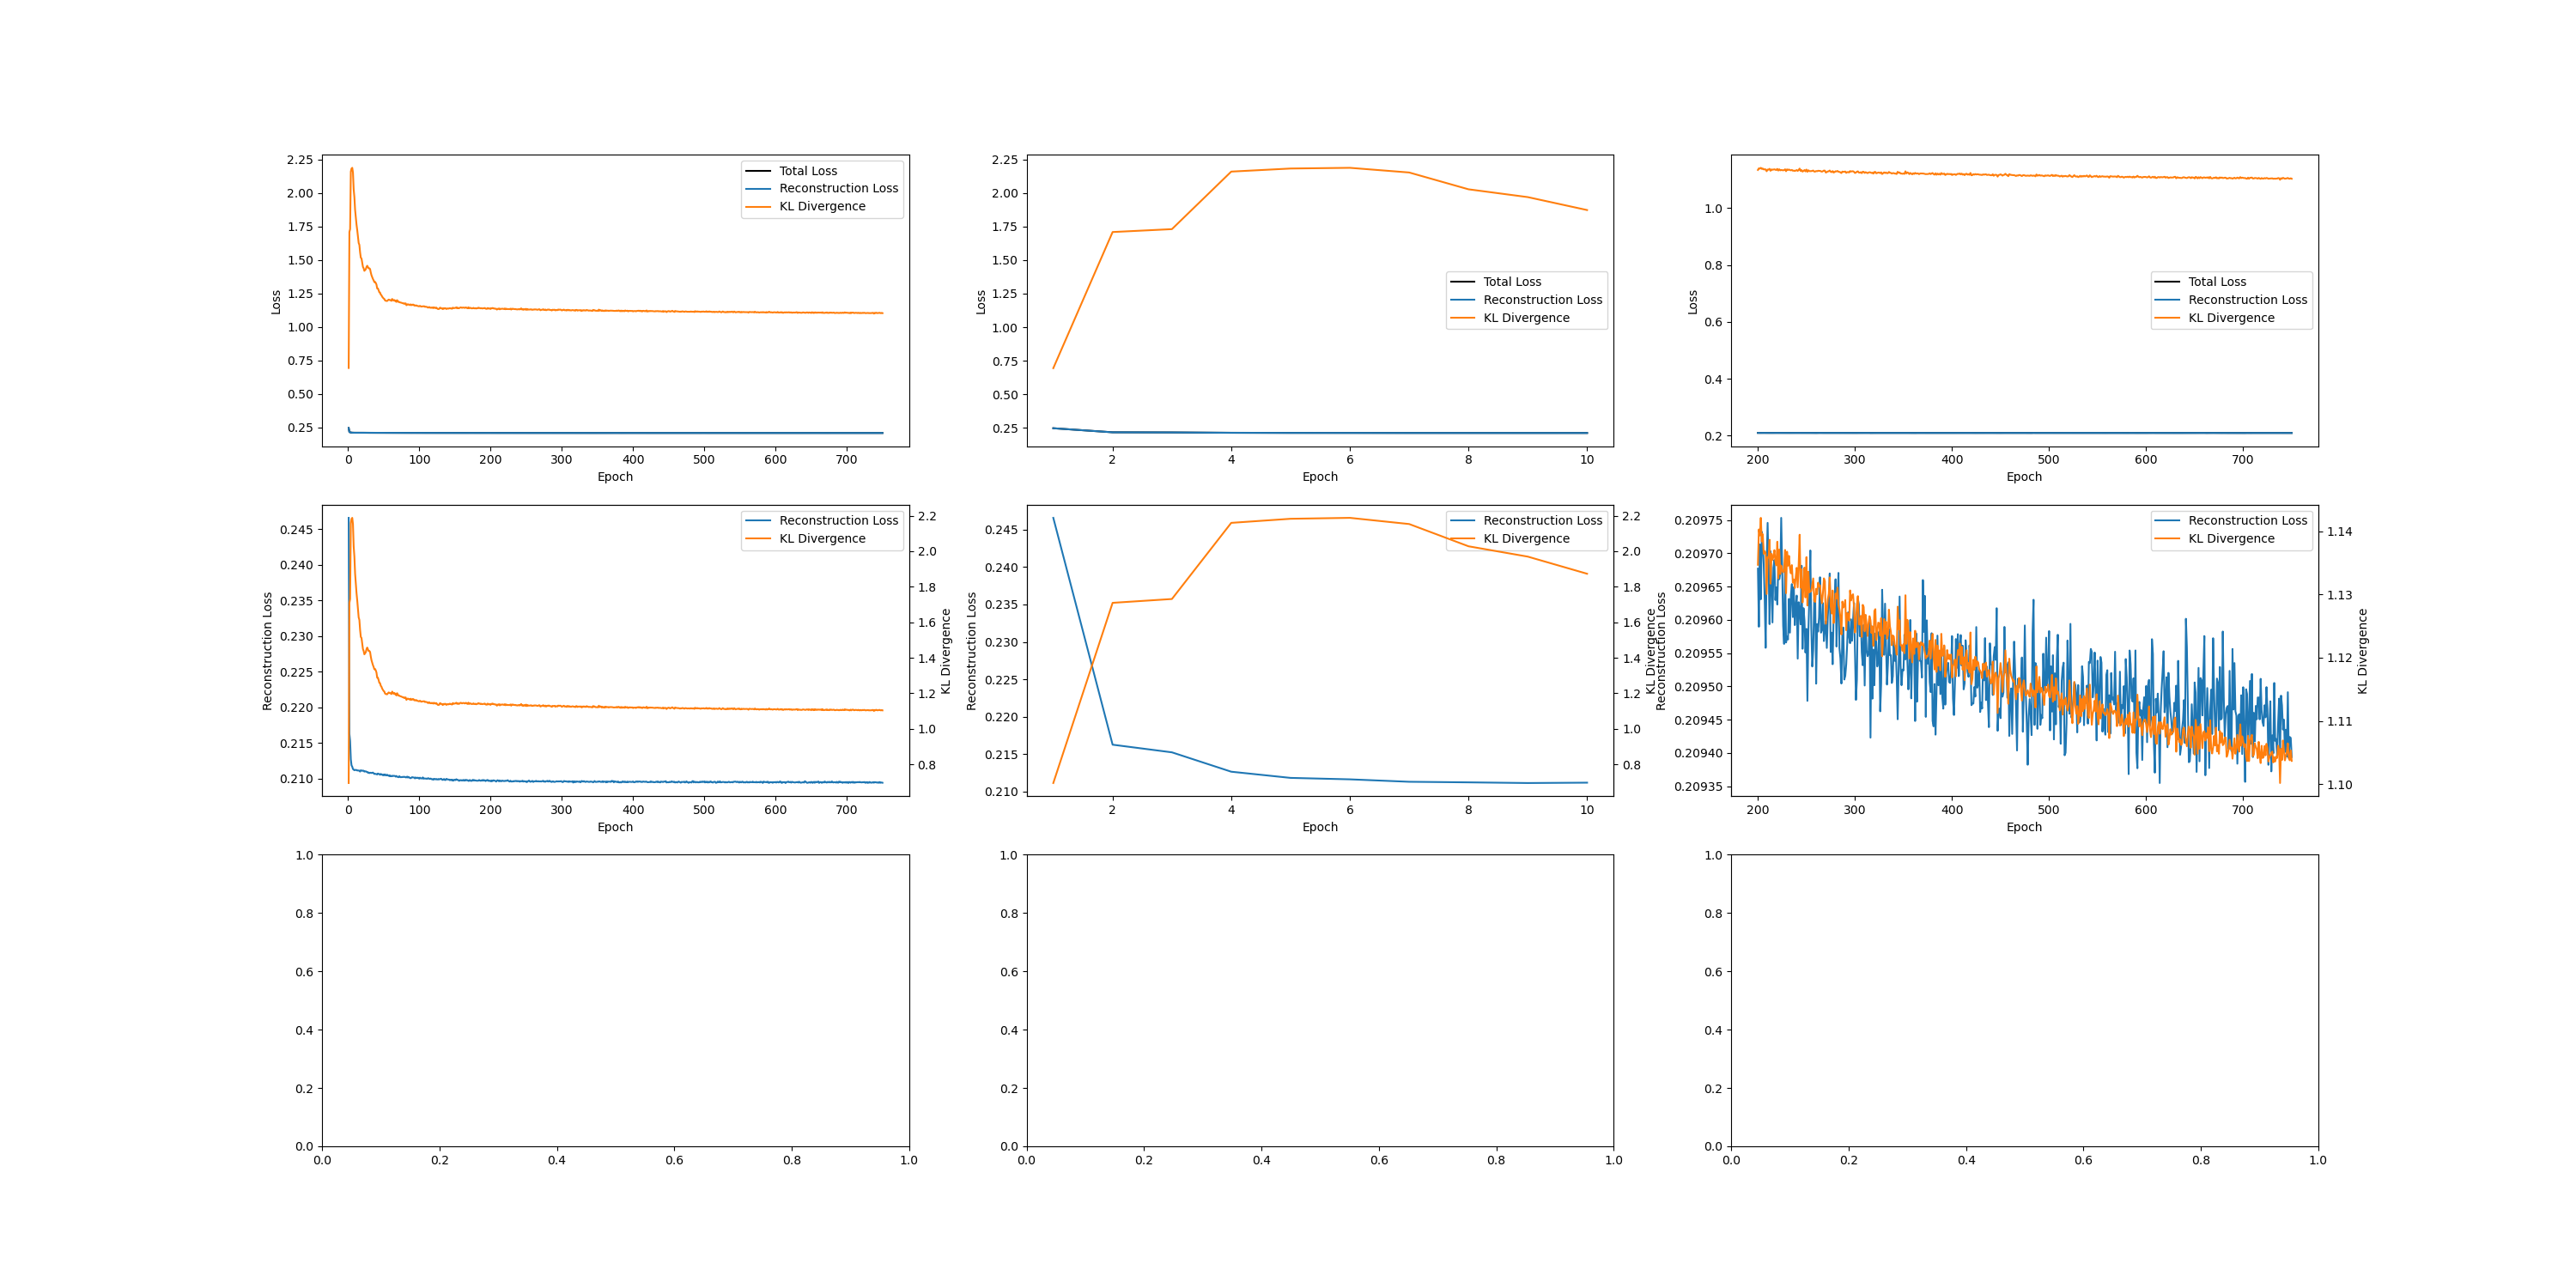 2.25
2.00
1.75
1.50
1.25
1.00
0.75
0.50
0.25
Loss
0 100 200 300 400 500 600 700
Epoch
Total Loss
Reconstruction Loss
KL Divergence
2.25
2.00
1.75
1.50
1.25
1.00
0.75
0.50
0.25
Loss
2 4 6 8 10
Epoch
Total Loss
Reconstruction Loss
KL Divergence
1.0
0.8
0.6
0.4
0.2
Loss
200 300 400 500 600 700
Epoch
Total Loss
Reconstruction Loss
KL Divergence
0.245
0.240
0.235
0.230
0.225
0.220
0.215
0.210
Reconstruction Loss
0 100 200 300 400 500 600 700
Epoch
Reconstruction Loss
KL Divergence
2.2
2.0
1.8
1.6
1.4
1.2
1.0
0.8
KL Divergence
0.245
0.240
0.235
0.230
0.225
0.220
0.215
0.210
Reconstruction Loss
2 4 6 8 10
Epoch
Reconstruction Loss
KL Divergence
2.2
2.0
1.8
1.6
1.4
1.2
1.0
0.8
KL Divergence
0.20975
0.20970
0.20965
0.20960
0.20955
0.20950
0.20945
0.20940
0.20935
Reconstruction Loss
200 300 400 500 600 700
Epoch
Reconstruction Loss
KL Divergence
1.14
1.13
1.12
1.11
1.10
KL Divergence
1.0
0.8
0.6
0.4
0.2
0.0
0.0 0.2 0.4 0.6 0.8 1.0
1.0
0.8
0.6
0.4
0.2
0.0
0.0 0.2 0.4 0.6 0.8 1.0
1.0
0.8
0.6
0.4
0.2
0.0
0.0 0.2 0.4 0.6 0.8 1.0